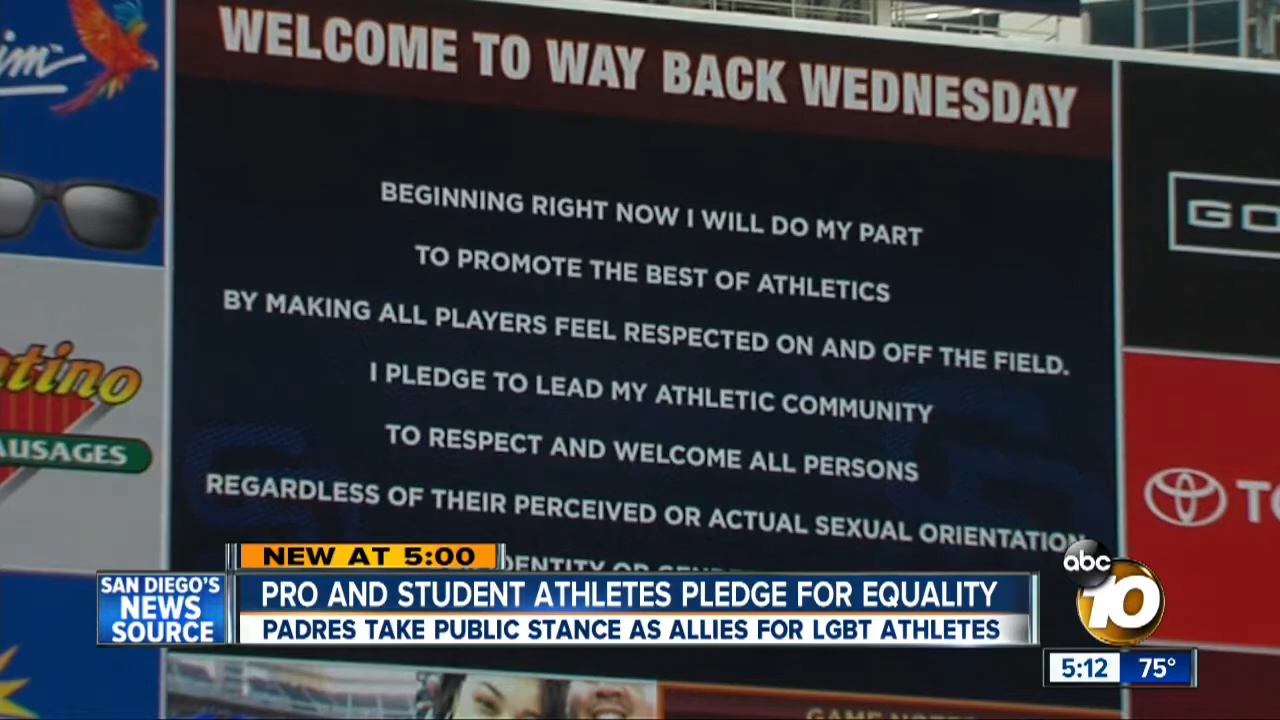 WELCOME TO WAY BACK WEDNESDAY
BEGINNING RIGHT NOW I WILL DO MY PART
TO PROMOTE THE BEST OF ATHLETICS
BY MAKING ALL PLAYERS FEEL RESPECTED ON AND OFF THE FIELD.
I PLEDGE TO LEAD MY ATHLETIC COMMUNITY
TO RESPECT AND WELCOME ALL PERSONS
REGARDLESS OF THEIR PERCEIVED OR ACTUAL SEXUAL ORIENTATION
OR
NEW AT 5:00
SAN DIEGO'S
NEWS
SOURCE
PRO AND STUDENT ATHLETES PLEDGE FOR EQUALITY
PADRES TAKE PUBLIC STANCE AS ALLIES FOR LGBT ATHLETES
abc
10
5:12 75°
GAME